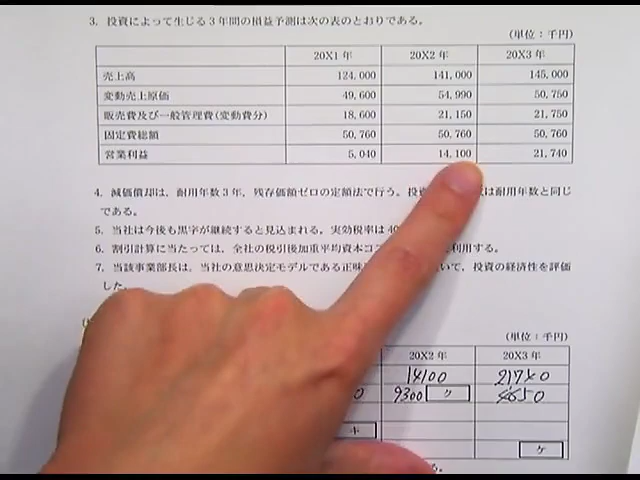 3. 投資によって生じる3年間の損益予測は次の表のとおりである。
(単位：千円)
20X1年 20X2年 20X3年
売上高 124,000 141,000 145,000
変動売上原価 49,600 54,990 50,750
販売費及び一般管理費(変動費分) 18,600 21,150 21,750
固定費総額 50,760 50,760 50,760
営業利益 5,040 14,100 21,740
4. 減価償却は、耐用年数3年，残存価額ゼロの定額法で行う。投資 は耐用年数と同じ
である。
5. 当社は今後も黒字が継続すると見込まれる。実効税率は40
6. 割引計算に当たっては，全社の税引後加重平均資本コ 利用する。
7. 当該事業部長は，当社の意思決定モデルである正味 いて，投資の経済性を評価
した。
(単位：千円)
20X2年 20X3年
14100 21740
0 9300 ク 4650
キ
ケ
る。